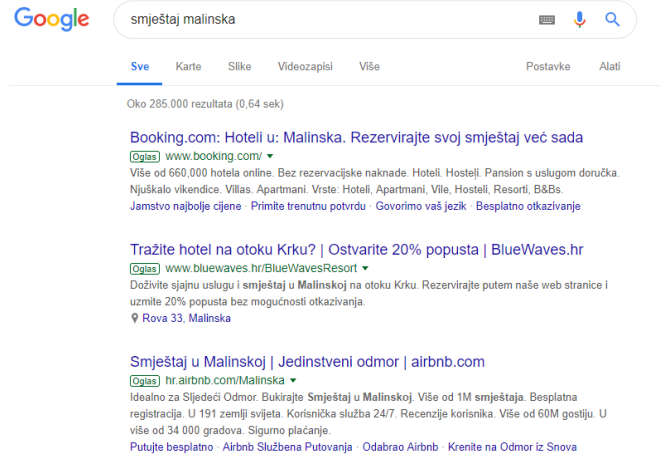 Google smještaj malinska
Sve Karte Slike Videozapisi Više Postavke Alati
Oko 285.000 rezultata (0,64 sek)
Booking.com: Hoteli u: Malinska. Rezervirajte svoj smještaj već sada
Oglas www.booking.com/
Više od 660,000 hotela online. Bez rezervacijske naknade. Hoteli. Hosteļi. Pansion s uslugom doručka.
Njuškalo vikendice. Villas. Apartmani. Vrste: Hoteli, Apartmani, Vile, Hosteli, Resorti, B&Bs.
Jamstvo najbolje cijene · Primite trenutnu potvrdu · Govorimo vaš jezik · Besplatno otkazivanje
Tražite hotel na otoku Krku? | Ostvarite 20% popusta | BlueWaves.hr
Oglas www.bluewaves.hr/BlueWavesResort
Doživite sjajnu uslugu i smještaj u Malinskoj na otoku Krku. Rezervirajte putem naše web stranice i
uzmite 20% popusta bez mogućnosti otkazivanja.
Rova 33, Malinska
Smještaj u Malinskoj | Jedinstveni odmor | airbnb.com
Oglas hr.airbnb.com/Malinska
Idealno za Sljedeći Odmor. Bukirajte Smještaj u Malinskoj. Više od 1M smještaja. Besplatna
registracija. U 191 zemlji svijeta. Korisnička služba 24/7. Recenzije korisnika. Više od 60M gostiju. U
više od 34 000 gradova. Sigurno plaćanje.
Putujte besplatno · Airbnb Službena Putovanja · Odabrao Airbnb · Krenite na Odmor iz Snova